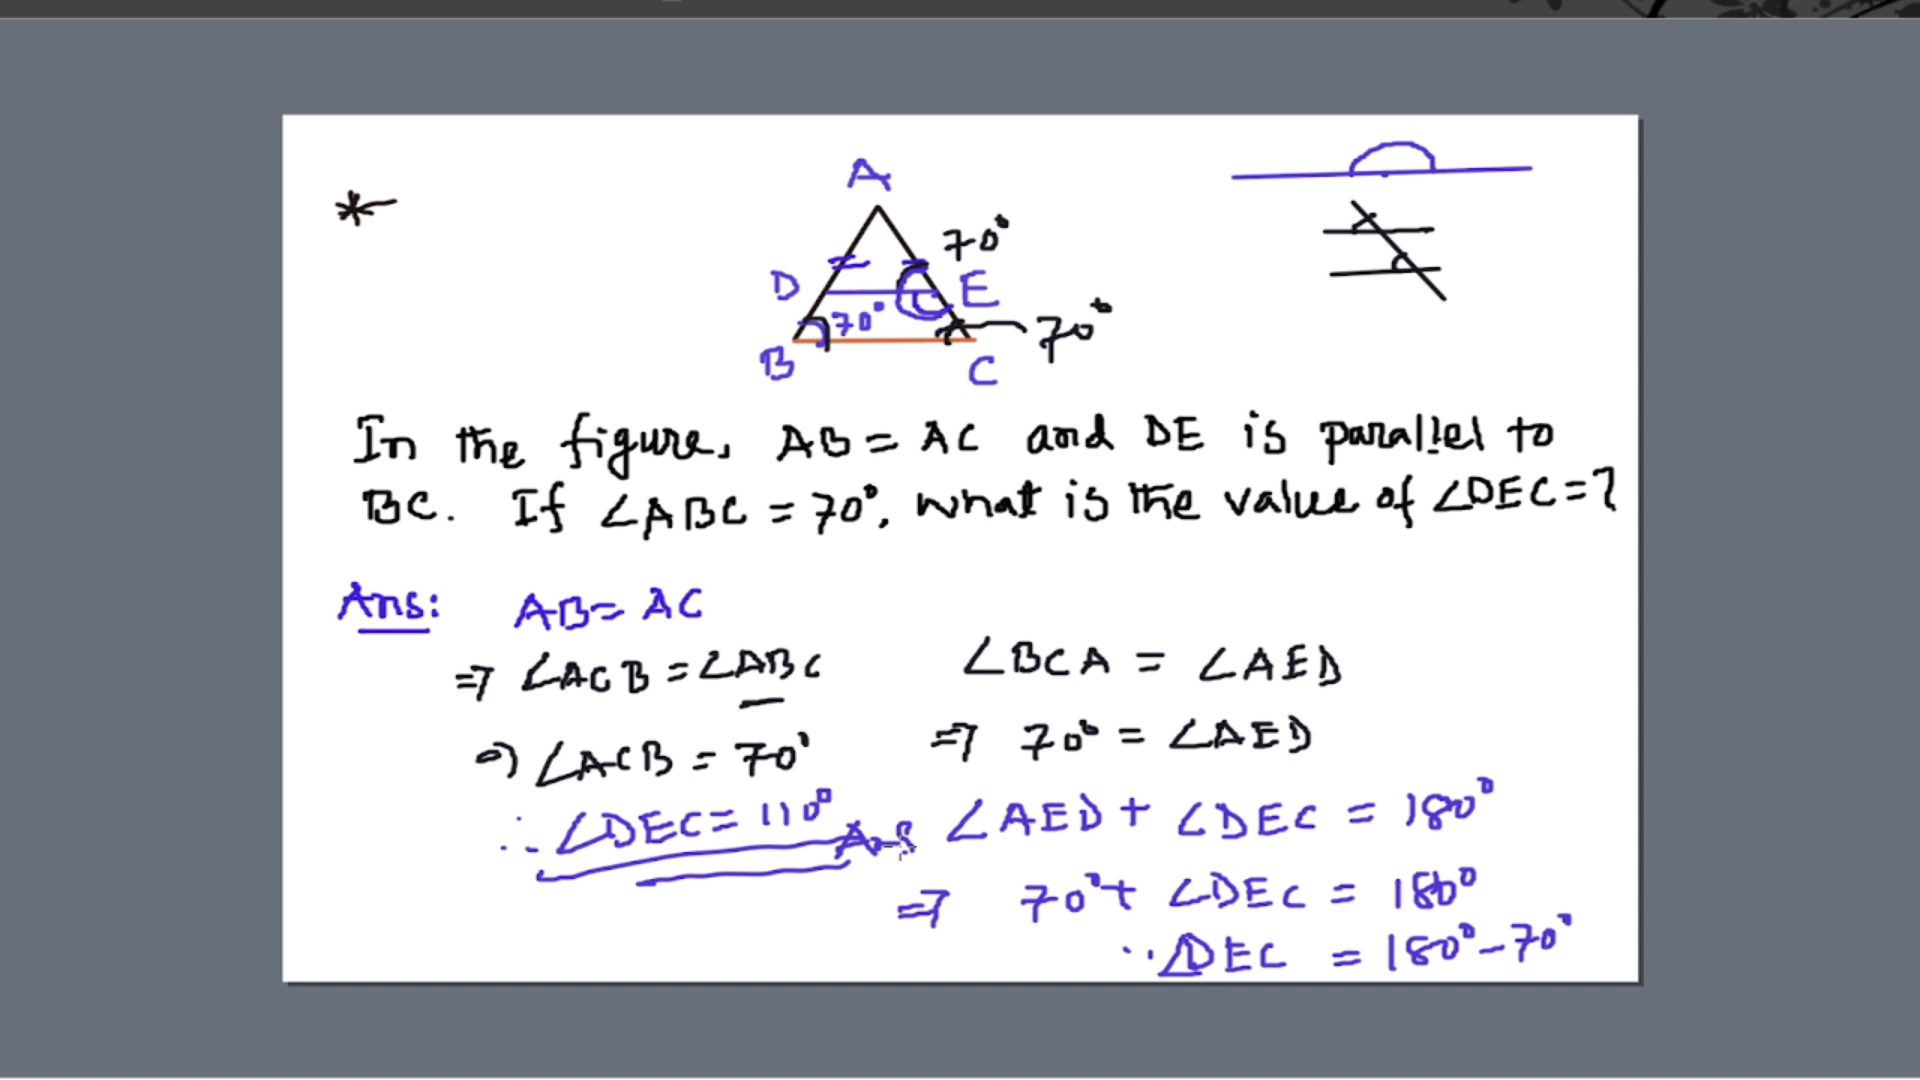 *
A
70°
D
E
70°
70°
B
C
In the figure, AB = AC and DE is parallel to
BC. If ∠ABC = 70°, what is the value of ∠DEC = ?
Ans: AB = AC
⇒ ∠ACB = ∠ABC
⇒ ∠ACB = 70°
∴ ∠DEC = 110° Ans
∠BCA = ∠AED
⇒ 70° = ∠AED
∠AED + ∠DEC = 180°
⇒ 70° + ∠DEC = 180°
∴ ∠DEC = 180° - 70°